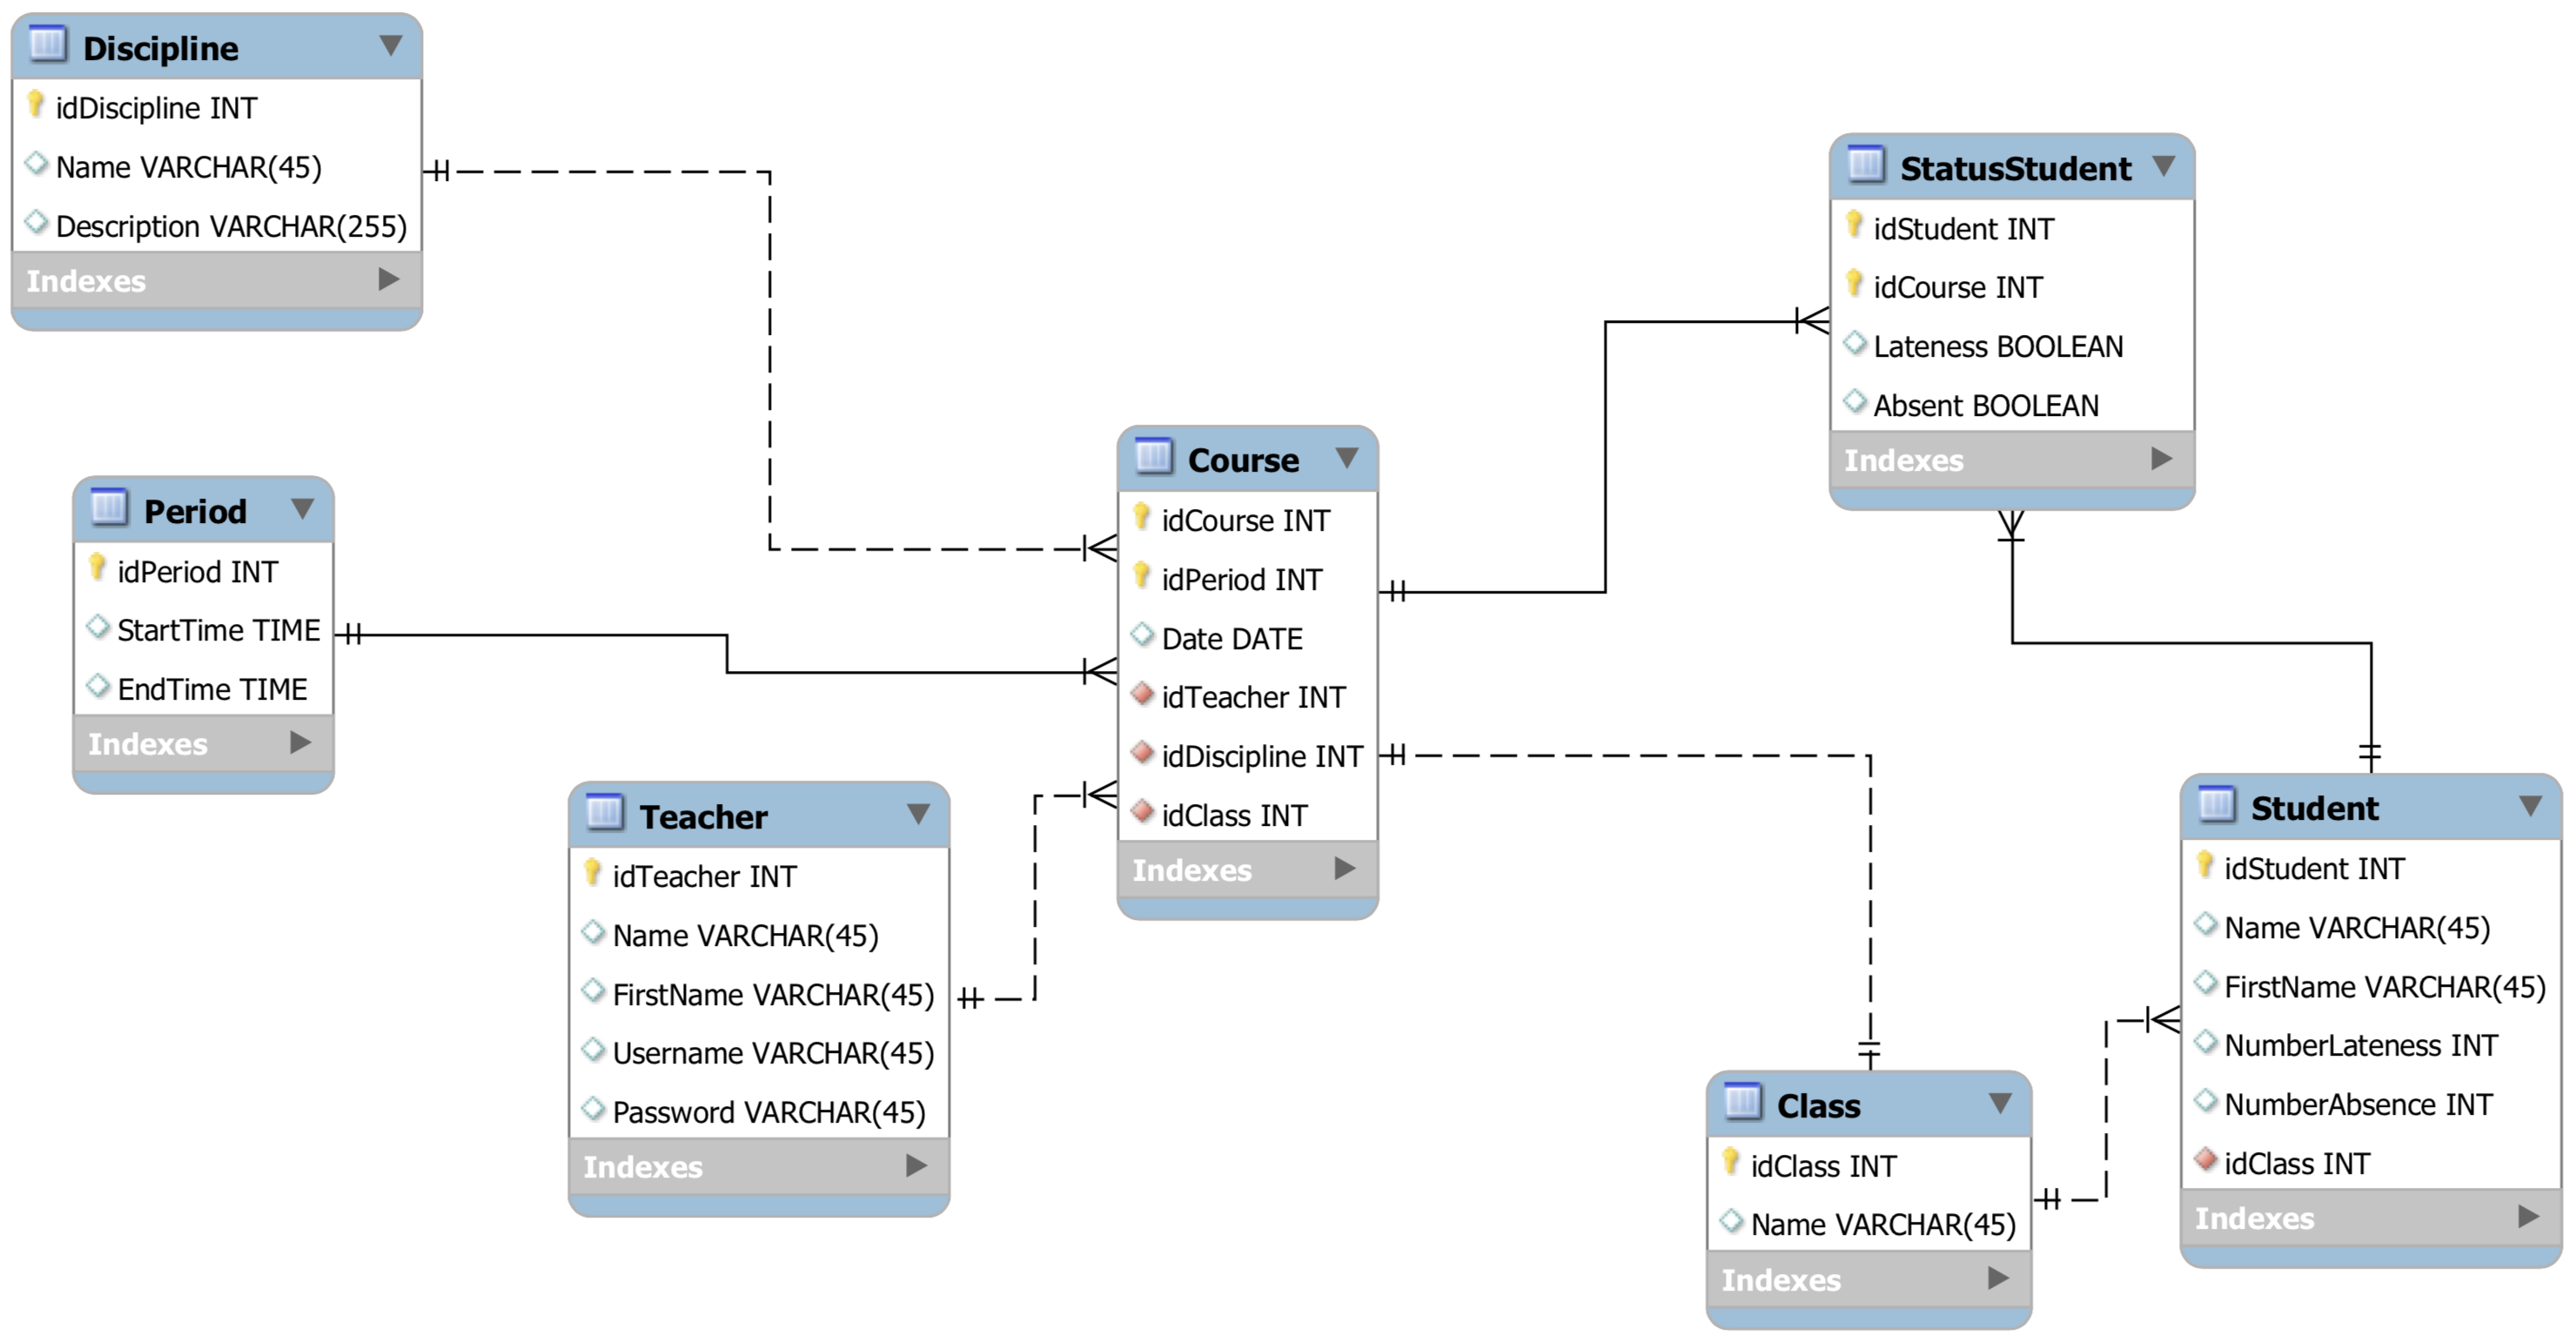 Discipline
idDiscipline INT
Name VARCHAR(45)
Description VARCHAR(255)
Indexes
Period
idPeriod INT
StartTime TIME
EndTime TIME
Indexes
Teacher
idTeacher INT
Name VARCHAR(45)
FirstName VARCHAR(45)
Username VARCHAR(45)
Password VARCHAR(45)
Indexes
Course
idCourse INT
idPeriod INT
Date DATE
idTeacher INT
idDiscipline INT
idClass INT
Indexes
StatusStudent
idStudent INT
idCourse INT
Lateness BOOLEAN
Absent BOOLEAN
Indexes
Class
idClass INT
Name VARCHAR(45)
Indexes
Student
idStudent INT
Name VARCHAR(45)
FirstName VARCHAR(45)
NumberLateness INT
NumberAbsence INT
idClass INT
Indexes